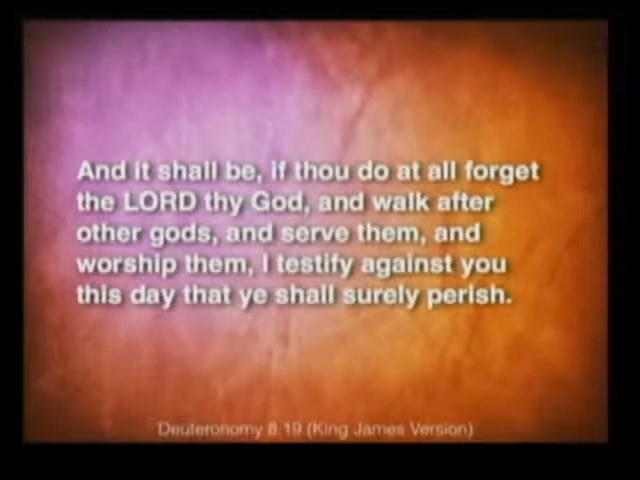 And it shall be, if thou do at all forget
the LORD thy God, and walk after
other gods, and serve them, and
worship them, I testify against you
this day that ye shall surely perish.
Deuteronomy 8.19 (King James Version)